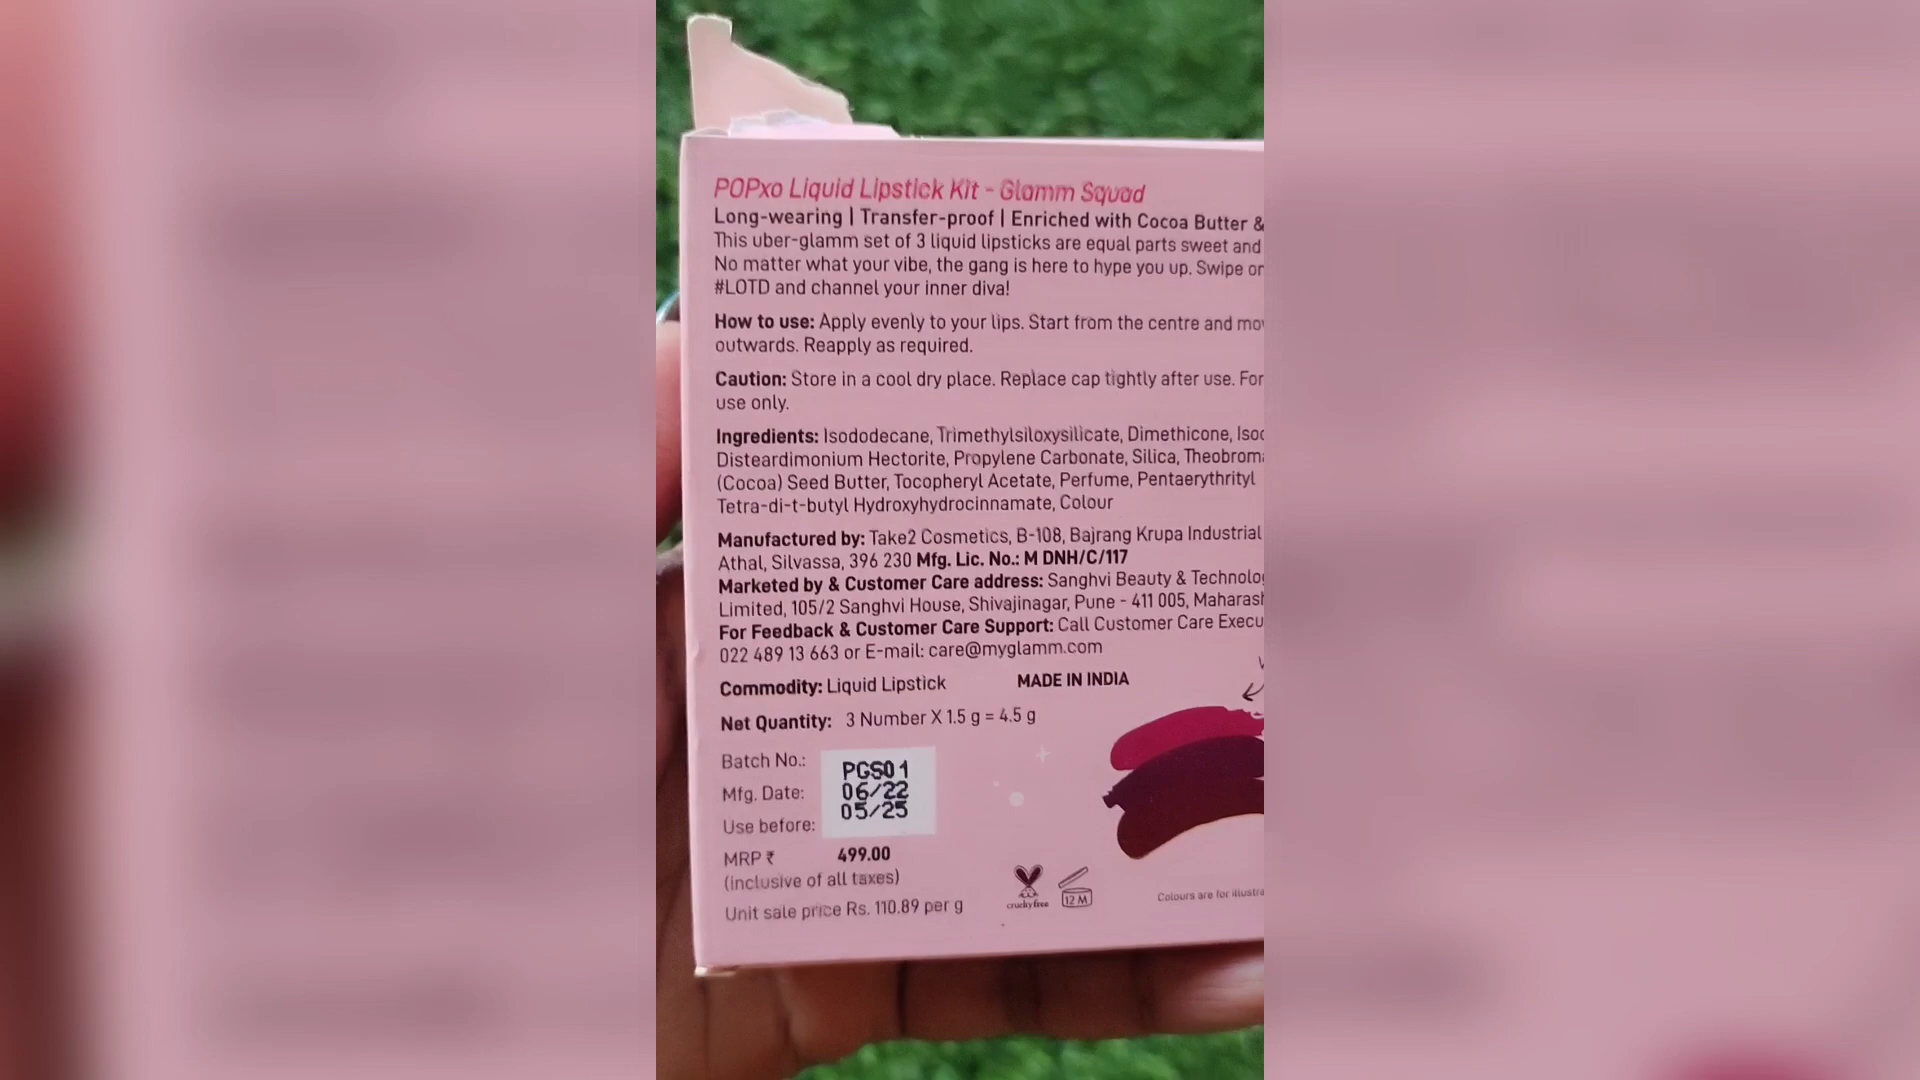 POPxo Liquid Lipstick Kit - Glamm Squad
Long-wearing | Transfer-proof | Enriched with Cocoa Butter &
This uber-glamm set of 3 liquid lipsticks are equal parts sweet and
No matter what your vibe, the gang is here to hype you up. Swipe on
#LOTD and channel your inner diva!
How to use: Apply evenly to your lips. Start from the centre and
outwards. Reapply as required.
Caution: Store in a cool dry place. Replace cap tightly after use. For
use only.
Ingredients: Isododecane, Trimethylsiloxysilicate, Dimethicone,
Disteardimonium Hectorite, Propylene Carbonate, Silica,
(Cocoa) Seed Butter, Tocopheryl Acetate, Perfume, Pentaerythrityl
Tetra-di-t-butyl Hydroxyhydrocinnamate, Colour
Manufactured by: Take2 Cosmetics, B-108, Bajrang Krupa Industrial
Athal, Silvassa, 396 230 Mfg. Lic. No.: M DNH/C/117
Marketed by & Customer Care address: Sanghvi Beauty &
Limited, 105/2 Sanghvi House, Shivajinagar, Pune - 411 005,
For Feedback & Customer Care Support: Call Customer Care
022 489 13 663 or E-mail: care@myglamm.com
Commodity: Liquid Lipstick MADE IN INDIA
Net Quantity: 3 Number X 1.5 g = 4.5 g
Batch No.: PGS01
Mfg. Date: 06/22
Use before: 05/25
MRP ₹ 499.00
(inclusive of all taxes)
Unit sale price Rs. 110.89 per g
cruelty free
12 M
Colours are for